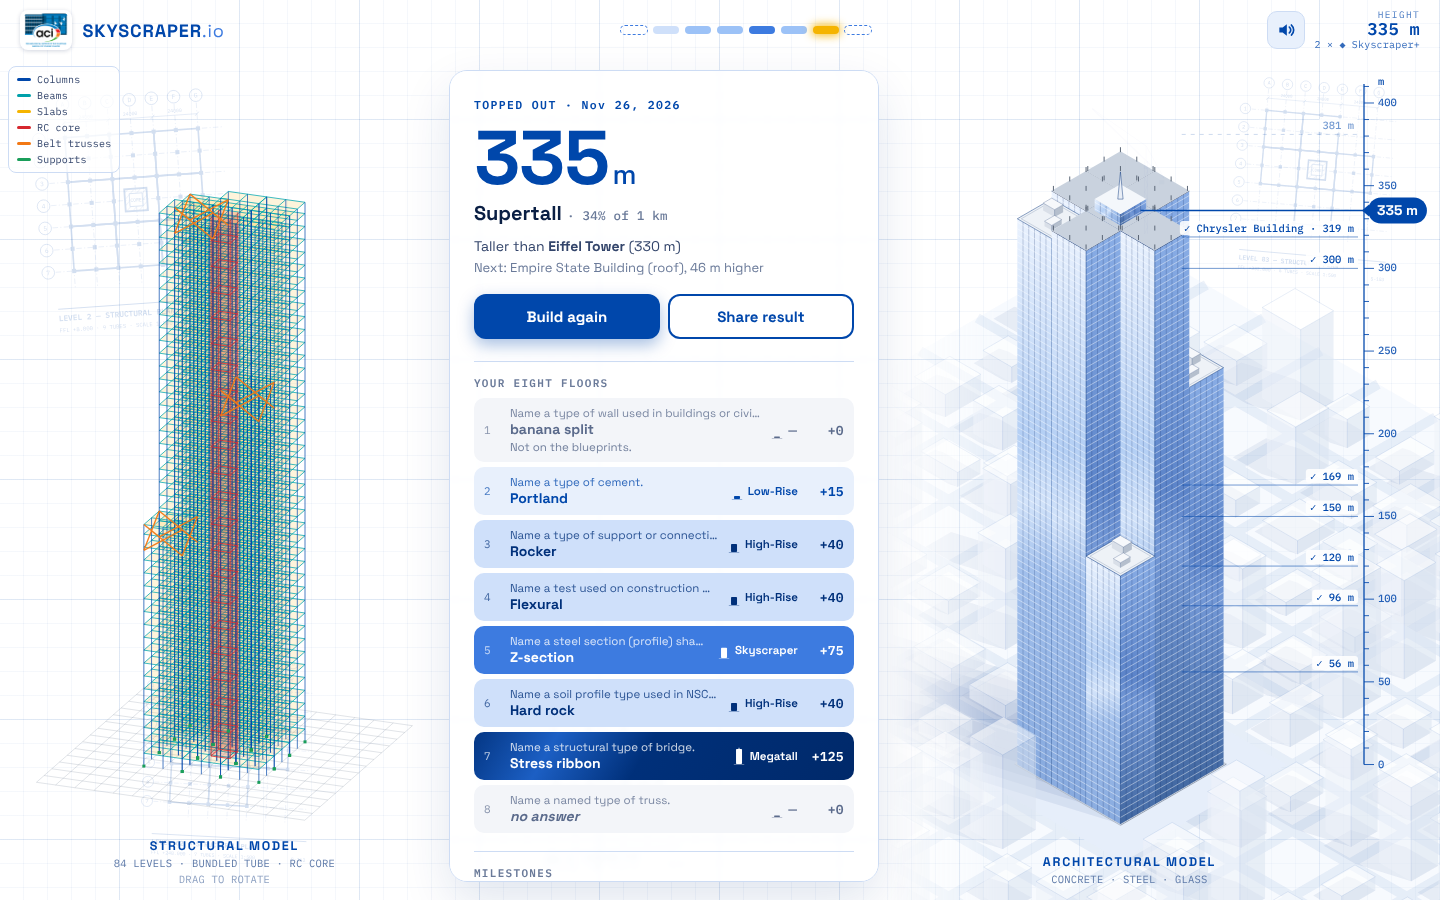 aci
SKYSCRAPER.io
HEIGHT
335 m
2 × ◆ Skyscraper+
Columns
Beams
Slabs
RC core
Belt trusses
Supports
TOPPED OUT · Nov 26, 2026
335 m
Supertall · 34% of 1 km
Taller than Eiffel Tower (330 m)
Next: Empire State Building (roof), 46 m higher
Build again
Share result
YOUR EIGHT FLOORS
1 Name a type of wall used in buildings or civi…
banana split — +0
Not on the blueprints.
2 Name a type of cement.
Portland Low-Rise +15
3 Name a type of support or connecti…
Rocker High-Rise +40
4 Name a test used on construction …
Flexural High-Rise +40
5 Name a steel section (profile) sha…
Z-section Skyscraper +75
6 Name a soil profile type used in NSC…
Hard rock High-Rise +40
7 Name a structural type of bridge.
Stress ribbon Megatall +125
8 Name a named type of truss.
no answer — +0
MILESTONES
STRUCTURAL MODEL
84 LEVELS · BUNDLED TUBE · RC CORE
DRAG TO ROTATE
m
400
381 m
350
335 m
✓ Chrysler Building · 319 m
✓ 300 m
300
250
200
✓ 169 m
✓ 150 m
150
✓ 120 m
✓ 96 m
100
✓ 56 m
50
0
ARCHITECTURAL MODEL
CONCRETE · STEEL · GLASS